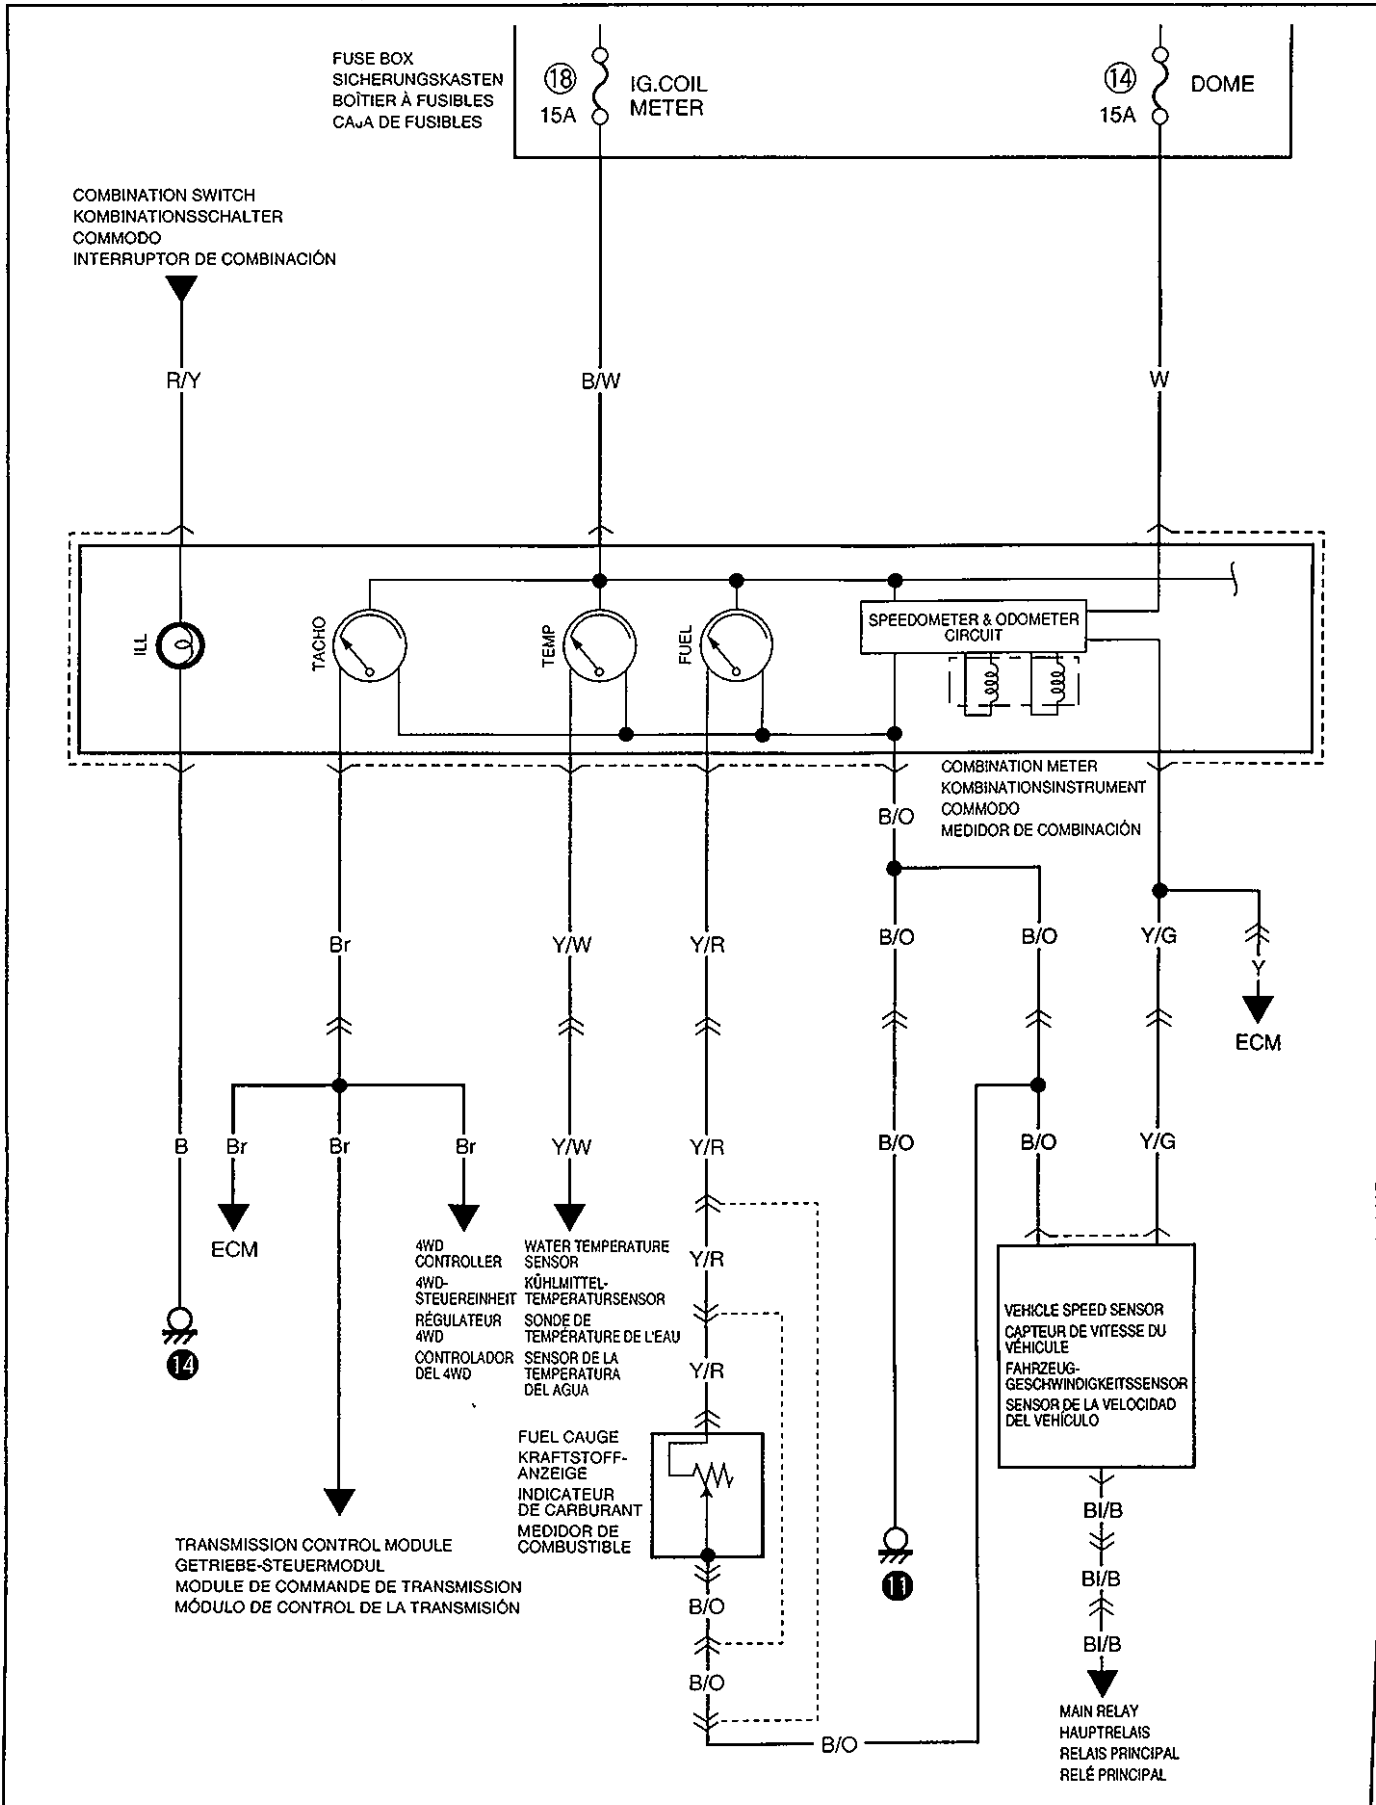 FUSE BOX
SICHERUNGSKASTEN
BOÎTIER À FUSIBLES
CAJA DE FUSIBLES
18
15A
IG.COIL
METER
14
15A
DOME
COMBINATION SWITCH
KOMBINATIONSSCHALTER
COMMODO
INTERRUPTOR DE COMBINACIÓN
R/Y
B/W
W
ILL
TACHO
TEMP
FUEL
SPEEDOMETER & ODOMETER
CIRCUIT
COMBINATION METER
KOMBINATIONSINSTRUMENT
COMMODO
MEDIDOR DE COMBINACIÓN
B/O
Br
Y/W
Y/R
B/O
B/O
Y/G
Y
ECM
B
Br
Br
Br
Y/W
Y/R
B/O
B/O
Y/G
ECM
4WD
CONTROLLER
4WD-
STEUEREINHEIT
RÉGULATEUR
4WD
CONTROLADOR
DEL 4WD
WATER TEMPERATURE
SENSOR
KÜHLMITTEL-
TEMPERATURSENSOR
SONDE DE
TEMPÉRATURE DE L'EAU
SENSOR DE LA
TEMPERATURA
DEL AGUA
Y/R
Y/R
14
VEHICLE SPEED SENSOR
CAPTEUR DE VITESSE DU
VÉHICULE
FAHRZEUG-
GESCHWINDIGKEITSSENSOR
SENSOR DE LA VELOCIDAD
DEL VEHÍCULO
FUEL CAUGE
KRAFTSTOFF-
ANZEIGE
INDICATEUR
DE CARBURANT
MEDIDOR DE
COMBUSTIBLE
TRANSMISSION CONTROL MODULE
GETRIEBE-STEUERMODUL
MODULE DE COMMANDE DE TRANSMISSION
MÓDULO DE CONTROL DE LA TRANSMISIÓN
11
B/O
B/O
B/O
Bl/B
Bl/B
Bl/B
MAIN RELAY
HAUPTRELAIS
RELAIS PRINCIPAL
RELÉ PRINCIPAL